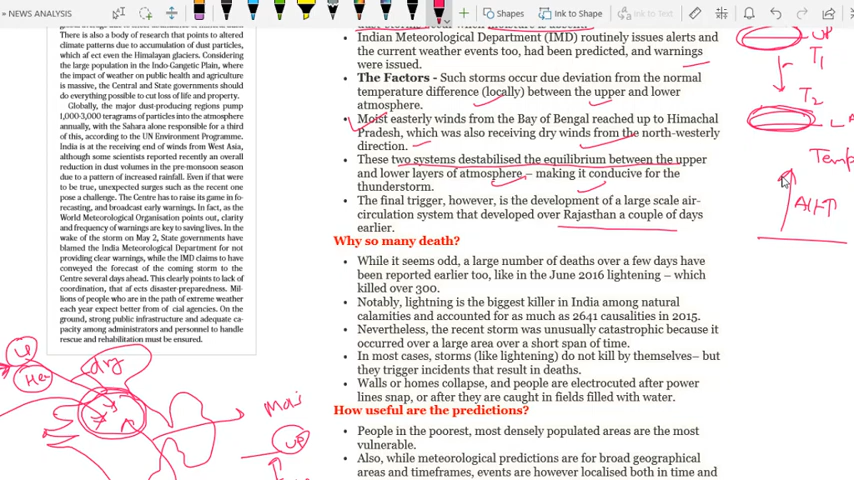 » NEWS ANALYSIS
Shapes
Ink to Shape
Ink to Text
There is also a body of research that points to altered
climate patterns due to accumulation of dust particles,
which af ect even the Himalayan glaciers. Considering
the large population in the Indo-Gangetic Plain, where
the impact of weather on public health and agriculture
is massive, the Central and State governments should
do everything possible to cut loss of life and property.
Globally, the major dust-producing regions pump
1,000-3,000 teragrams of particles into the atmosphere
annually, with the Sahara alone responsible for a third
of this, according to the UN Environment Programme.
India is at the receiving end of winds from West Asia,
although some scientists reported recently an overall
reduction in dust volumes in the pre-monsoon season
due to a pattern of increased rainfall. Even if that were
to be true, unexpected surges such as the recent one
pose a challenge. The Centre has to raise its game in fo-
recasting, and broadcast early warnings. In fact, as the
World Meteorological Organisation points out, clarity
and frequency of warnings are key to saving lives. In the
wake of the storm on May 2, State governments have
blamed the India Meteorological Department for not
providing clear warnings, while the IMD claims to have
conveyed the forecast of the coming storm to the
Centre several days ahead. This clearly points to lack of
coordination, that af ects disaster-preparedness. Mil-
lions of people who are in the path of extreme weather
each year expect better from of cial agencies. On the
ground, strong public infrastructure and adequate ca-
pacity among administrators and personnel to handle
rescue and rehabilitation must be ensured.
Indian Meteorological Department (IMD) routinely issues alerts and
the current weather events too, had been predicted, and warnings
were issued.
• The Factors - Such storms occur due deviation from the normal
temperature difference (locally) between the upper and lower
atmosphere.
• Moist easterly winds from the Bay of Bengal reached up to Himachal
Pradesh, which was also receiving dry winds from the north-westerly
direction.
• These two systems destabilised the equilibrium between the upper
and lower layers of atmosphere – making it conducive for the
thunderstorm.
• The final trigger, however, is the development of a large scale air-
circulation system that developed over Rajasthan a couple of days
earlier.
Why so many death?
• While it seems odd, a large number of deaths over a few days have
been reported earlier too, like in the June 2016 lightening – which
killed over 300.
• Notably, lightning is the biggest killer in India among natural
calamities and accounted for as much as 2641 causalities in 2015.
• Nevertheless, the recent storm was unusually catastrophic because it
occurred over a large area over a short span of time.
• In most cases, storms (like lightening) do not kill by themselves– but
they trigger incidents that result in deaths.
• Walls or homes collapse, and people are electrocuted after power
lines snap, or after they are caught in fields filled with water.
How useful are the predictions?
• People in the poorest, most densely populated areas are the most
vulnerable.
• Also, while meteorological predictions are for broad geographical
areas and timeframes, events are however localised both in time and
T1
T2
Temp
Alt↑
LP
Hea
dry
Moi
UP